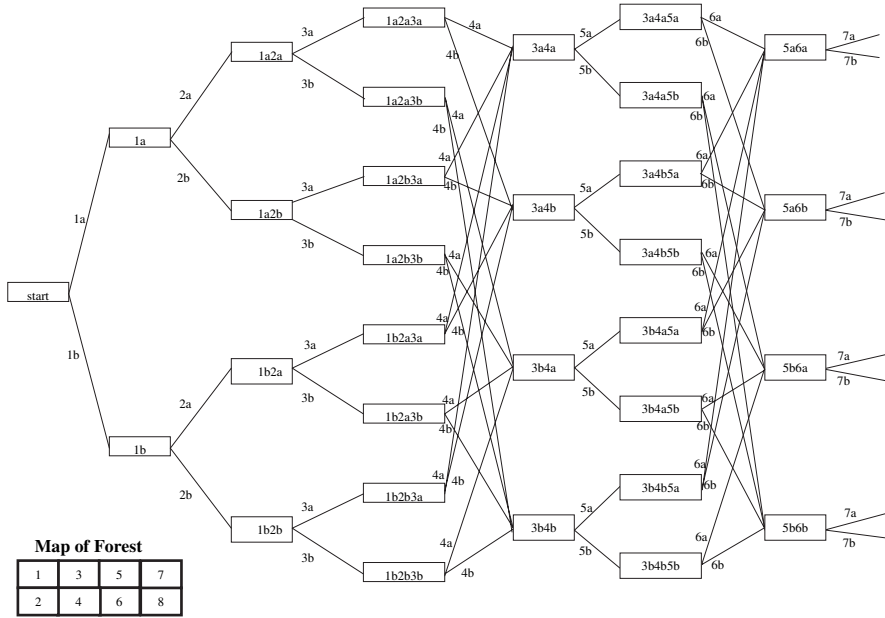 start
1a
1b
1a
1b
2a
2b
2a
2b
1a2a
1a2b
1b2a
1b2b
3a
3b
3a
3b
3a
3b
3a
3b
1a2a3a
1a2a3b
1a2b3a
1a2b3b
1b2a3a
1b2a3b
1b2b3a
1b2b3b
4a
4b
4a
4b
4a
4b
4a
4b
4a
4b
4a
4b
4a
4b
4a
4b
3a4a
3a4b
3b4a
3b4b
5a
5b
5a
5b
5a
5b
5a
5b
3a4a5a
3a4a5b
3a4b5a
3a4b5b
3b4a5a
3b4a5b
3b4b5a
3b4b5b
6a
6b
6a
6b
6a
6b
6a
6b
6a
6b
6a
6b
6a
6b
6a
6b
5a6a
5a6b
5b6a
5b6b
7a
7b
7a
7b
7a
7b
7a
7b
Map of Forest
1 3 5 7
2 4 6 8